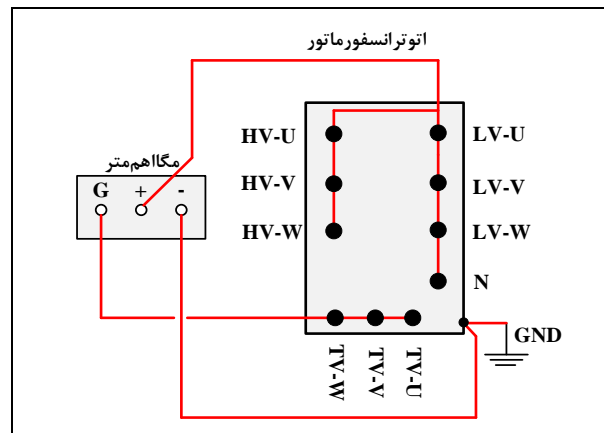 اتوترانسفورماتور
HV-U
LV-U
مگااهم‌متر
G + -
HV-V
LV-V
HV-W
LV-W
N
GND
TV-W
TV-V
TV-U